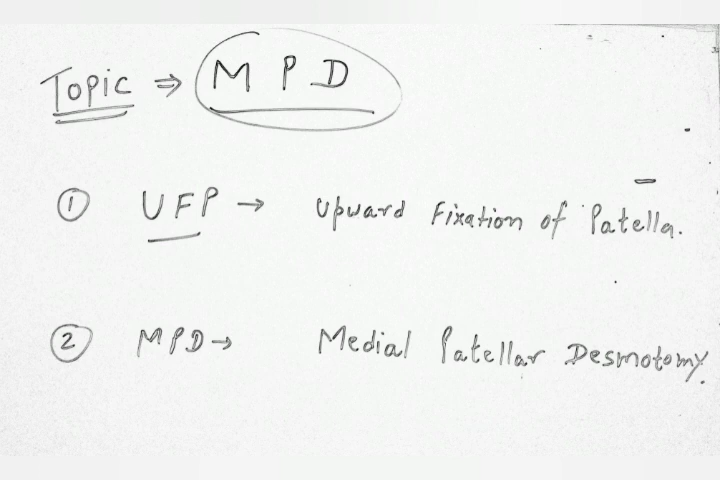 Topic ⇒ MPD
① UFP → Upward Fixation of Patella.
② MPD → Medial Patellar Desmotomy.